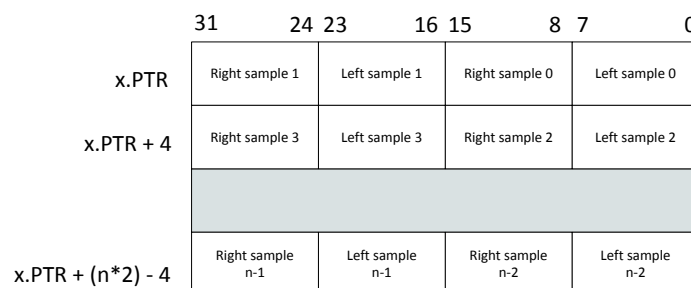 31 24 23 16 15 8 7 0
x.PTR Right sample 1 Left sample 1 Right sample 0 Left sample 0
x.PTR + 4 Right sample 3 Left sample 3 Right sample 2 Left sample 2
x.PTR + (n*2) - 4 Right sample n-1 Left sample n-1 Right sample n-2 Left sample n-2